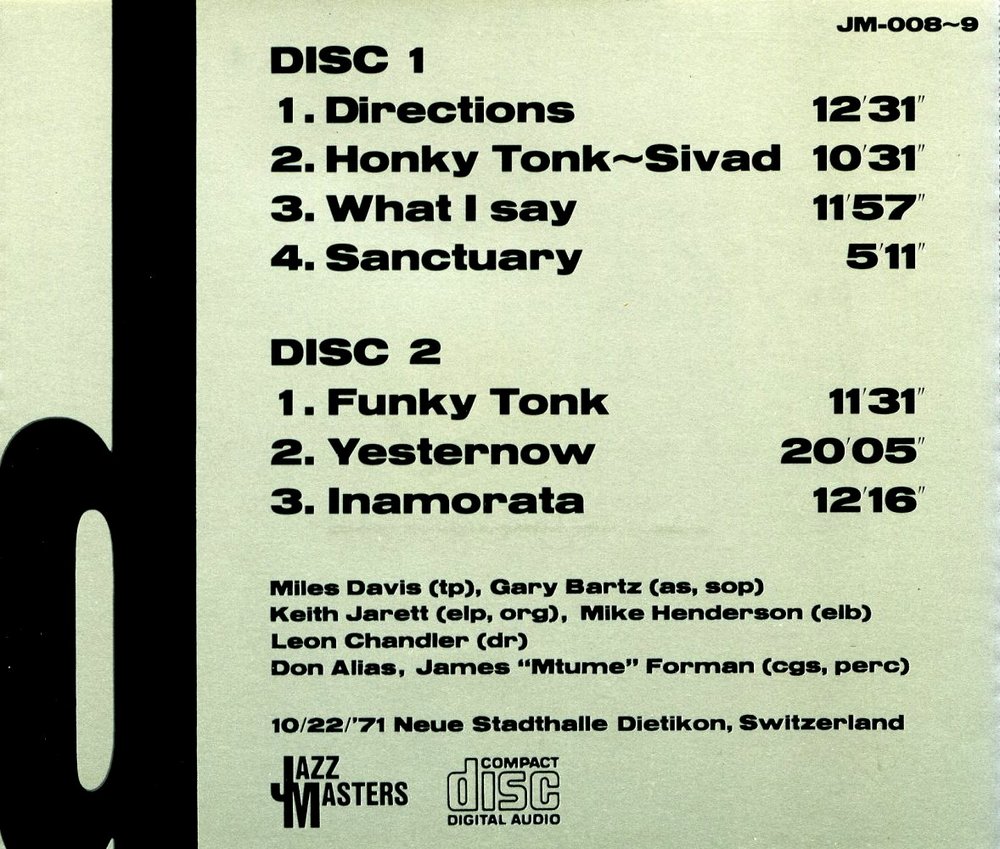 JM-008~9
DISC 1
1. Directions 12'31"
2. Honky Tonk~Sivad 10'31"
3. What I say 11'57"
4. Sanctuary 5'11"
DISC 2
1. Funky Tonk 11'31"
2. Yesternow 20'05"
3. Inamorata 12'16"
Miles Davis (tp), Gary Bartz (as, sop)
Keith Jarett (elp, org), Mike Henderson (elb)
Leon Chandler (dr)
Don Alias, James “Mtume” Forman (cgs, perc)
10/22/'71 Neue Stadthalle Dietikon, Switzerland
JAZZ
MASTERS
COMPACT
disc
DIGITAL AUDIO